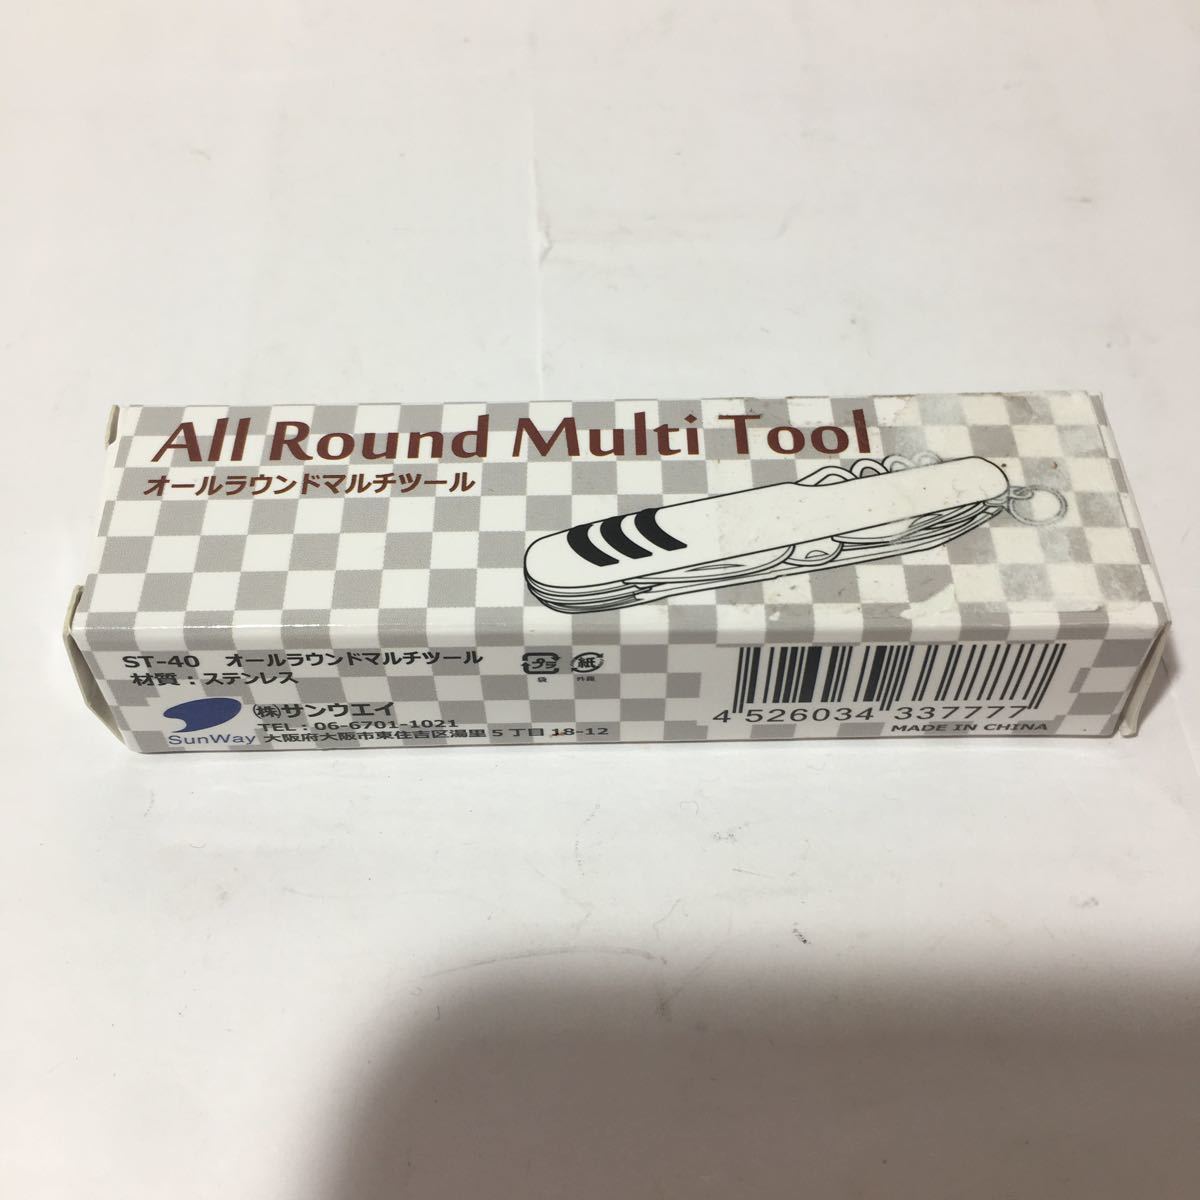 All Round Multi Tool
オールラウンドマルチツール
ST-40 オールラウンドマルチツール
材質:ステンレス
プラ
袋
紙
外箱
SunWay
㈱サンウエイ
TEL:06-6701-1021
大阪府大阪市東住吉区湯里5丁目18-12
4 526034 337777
MADE IN CHINA